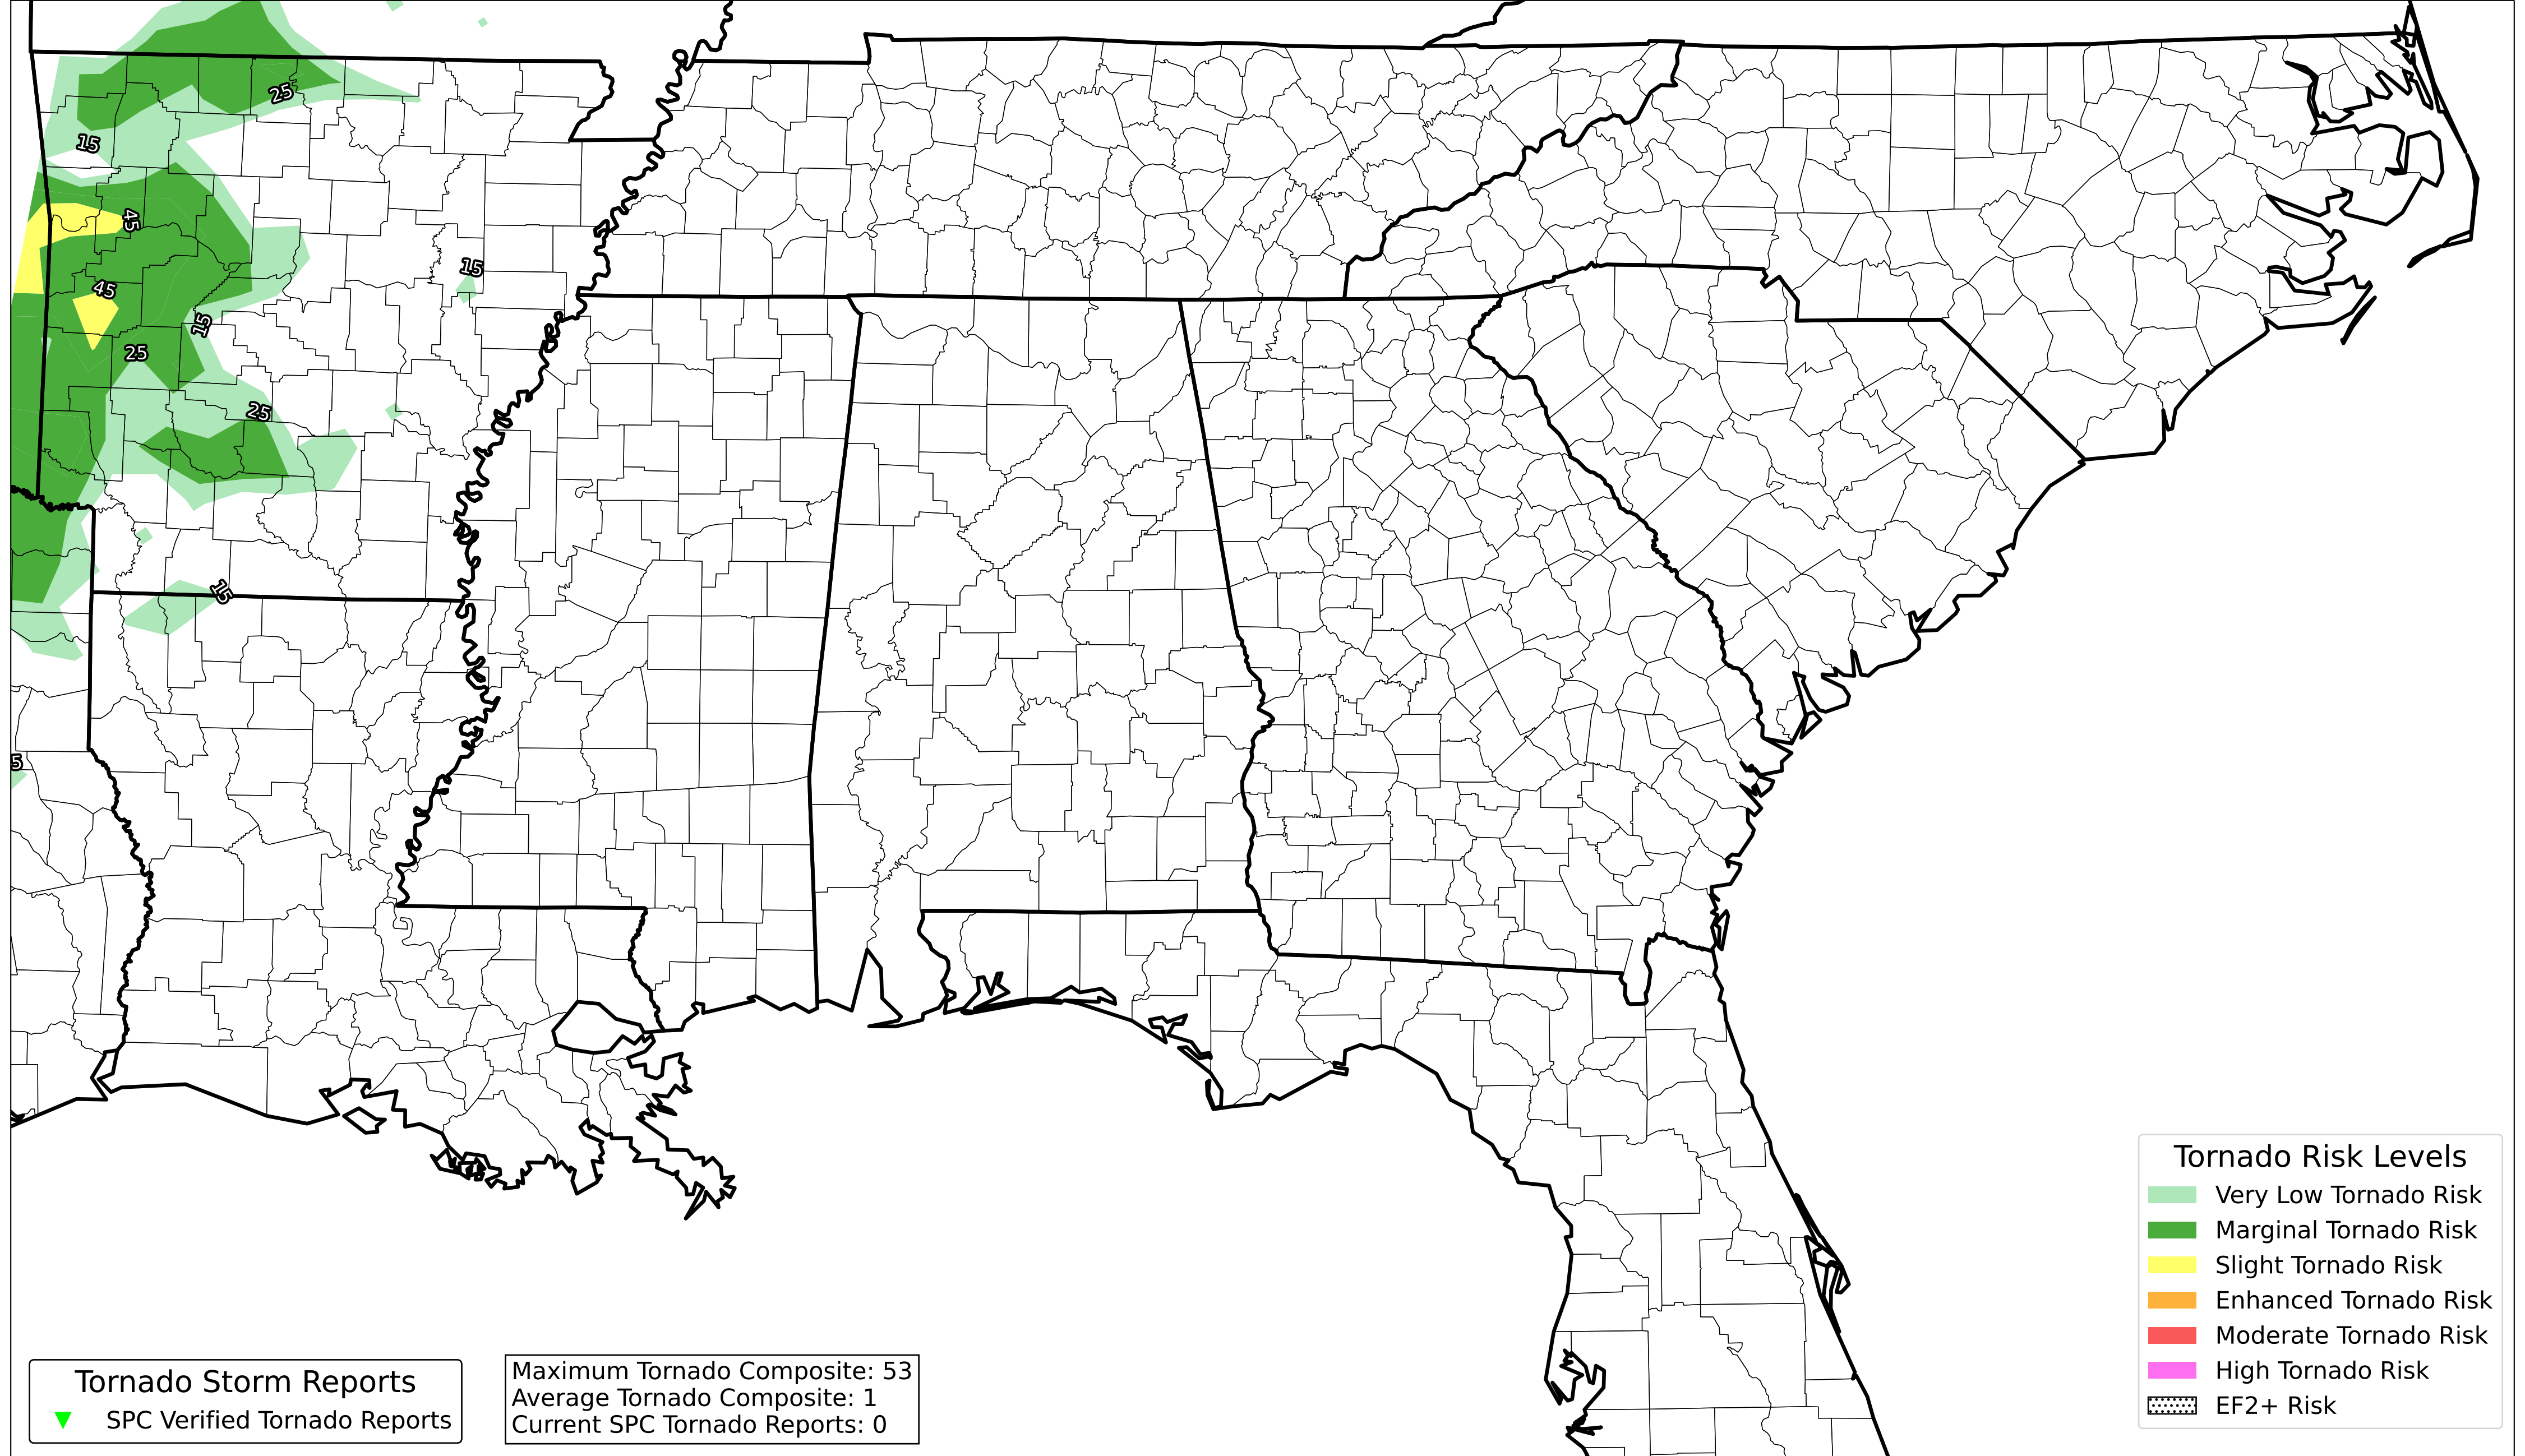 25
15
45
15
45
15
25
25
15
5
Tornado Risk Levels
Very Low Tornado Risk
Marginal Tornado Risk
Slight Tornado Risk
Enhanced Tornado Risk
Moderate Tornado Risk
High Tornado Risk
EF2+ Risk
Tornado Storm Reports
SPC Verified Tornado Reports
Maximum Tornado Composite: 53
Average Tornado Composite: 1
Current SPC Tornado Reports: 0